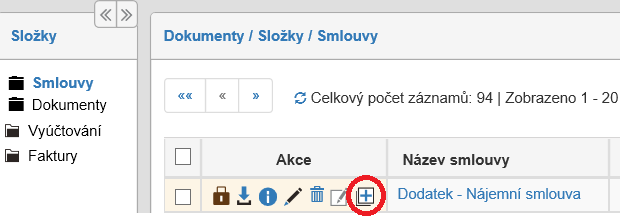 Složky
Dokumenty / Složky / Smlouvy
Smlouvy
Dokumenty
Vyúčtování
Faktury
«« « » Celkový počet záznamů: 94 | Zobrazeno 1 - 20
Akce Název smlouvy
Dodatek - Nájemní smlouva